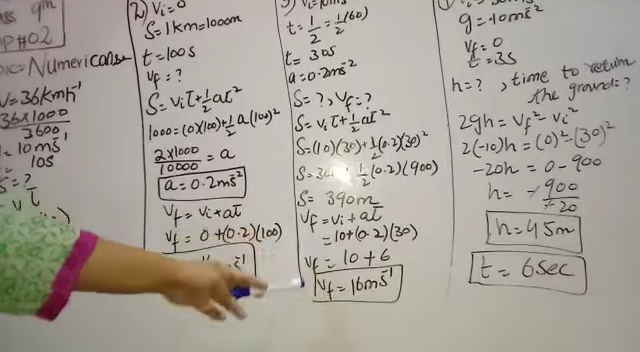 ass 9th
P#02
ic= Numericals
V=36kmh⁻¹
36×1000
3600
= 10ms⁻¹
10s
= ?
2) Vi=0
S=1km=1000m
t=100s
Vf=?
S=Vit+½at²
1000=(0×100)+½a(100)²
2×1000/10000=a
a=0.2ms⁻²
Vf=Vi+at
Vf=0+(0.2)(100)
t=½=½(60)
t=30s
a=0.2ms⁻²
S=?, Vf=?
S=Vit+½at²
S=(10)(30)+½(0.2)(30)²
½(0.2)(900)
S=390m
Vf=Vi+at
=10+(0.2)(30)
Vf=10+6
Vf=16ms⁻¹
g=-10ms⁻²
Vf=0
t=3s
h=?, time to return
the ground=?
2gh=Vf²-Vi²
2(-10)h=(0)²-(30)²
-20h=0-900
h=-900/-20
h=45m
t=6sec